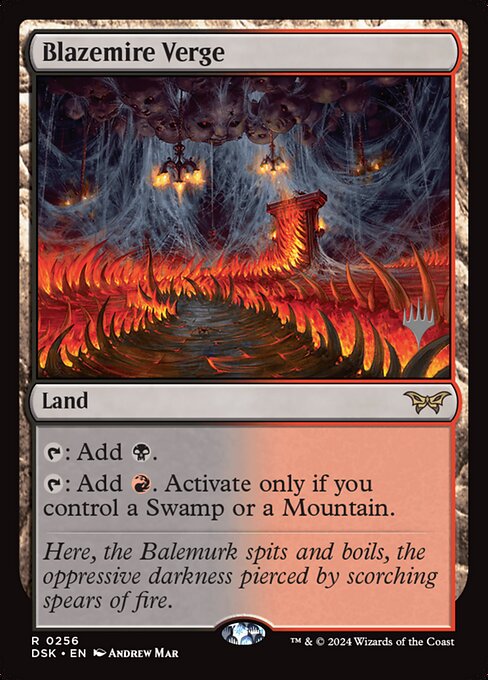 Blazemire Verge
Land
: Add .
: Add . Activate only if you
control a Swamp or a Mountain.
Here, the Balemurk spits and boils, the
oppressive darkness pierced by scorching
spears of fire.
R 0256
DSK • EN Andrew Mar
™ & © 2024 Wizards of the Coast